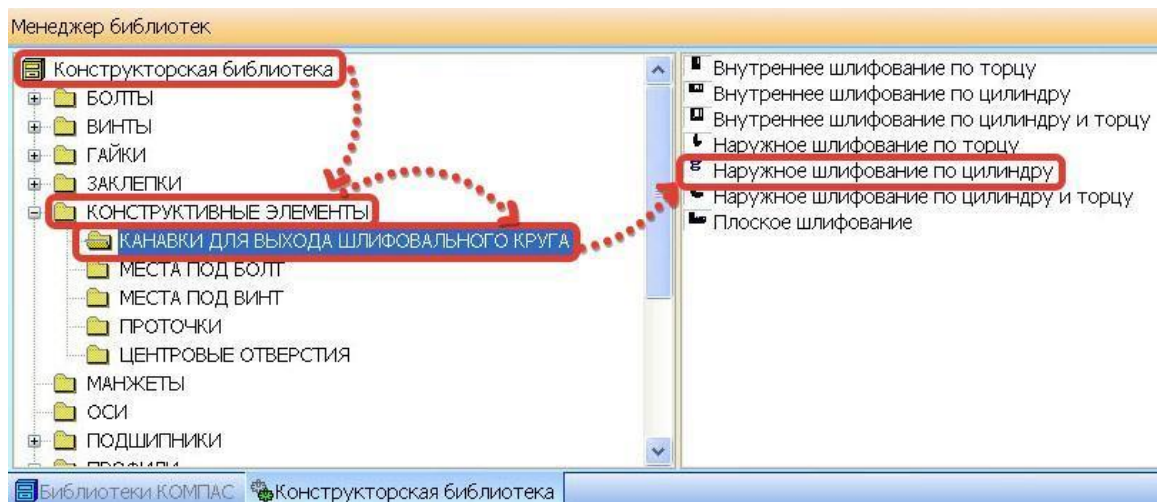 Менеджер библиотек
Конструкторская библиотека
БОЛТЫ
ВИНТЫ
ГАЙКИ
ЗАКЛЕПКИ
КОНСТРУКТИВНЫЕ ЭЛЕМЕНТЫ
КАНАВКИ ДЛЯ ВЫХОДА ШЛИФОВАЛЬНОГО КРУГА
МЕСТА ПОД БОЛТ
МЕСТА ПОД ВИНТ
ПРОТОЧКИ
ЦЕНТРОВЫЕ ОТВЕРСТИЯ
МАНЖЕТЫ
ОСИ
ПОДШИПНИКИ
ПРОФИЛИ
Внутреннее шлифование по торцу
Внутреннее шлифование по цилиндру
Внутреннее шлифование по цилиндру и торцу
Наружное шлифование по торцу
Наружное шлифование по цилиндру
Наружное шлифование по цилиндру и торцу
Плоское шлифование
Библиотеки КОМПАС
Конструкторская библиотека